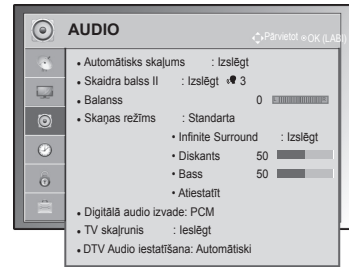 AUDIO
Pārvietot OK (LABI)
• Automātisks skaļums : Izslēgt
• Skaidra balss II : Izslēgt 3
• Balanss 0
• Skaņas režīms : Standarta
• Infinite Surround : Izslēgt
• Diskants 50
• Bass 50
• Atiestatīt
• Digitālā audio izvade: PCM
• TV skaļrunis : Ieslēgt
• DTV Audio iestatīšana: Automātiski